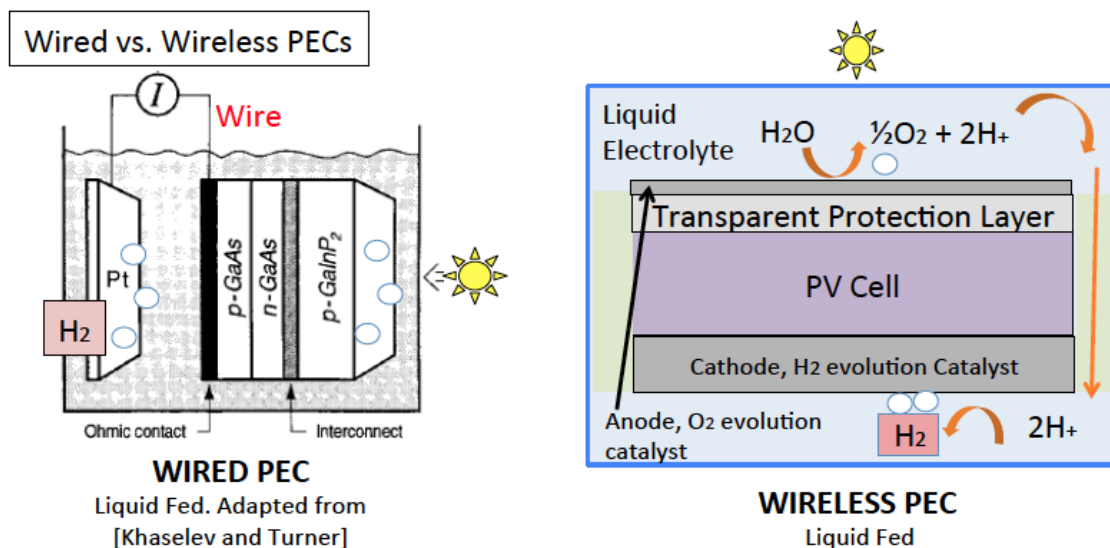 Wired vs. Wireless PECs
I
Wire
Pt
H2
p-GaAs
n-GaAs
p-GaInP2
Ohmic contact
Interconnect
WIRED PEC
Liquid Fed. Adapted from
[Khaselev and Turner]
Liquid
Electrolyte
H2O
½O2 + 2H+
Transparent Protection Layer
PV Cell
Cathode, H2 evolution Catalyst
Anode, O2 evolution
catalyst
H2
2H+
WIRELESS PEC
Liquid Fed